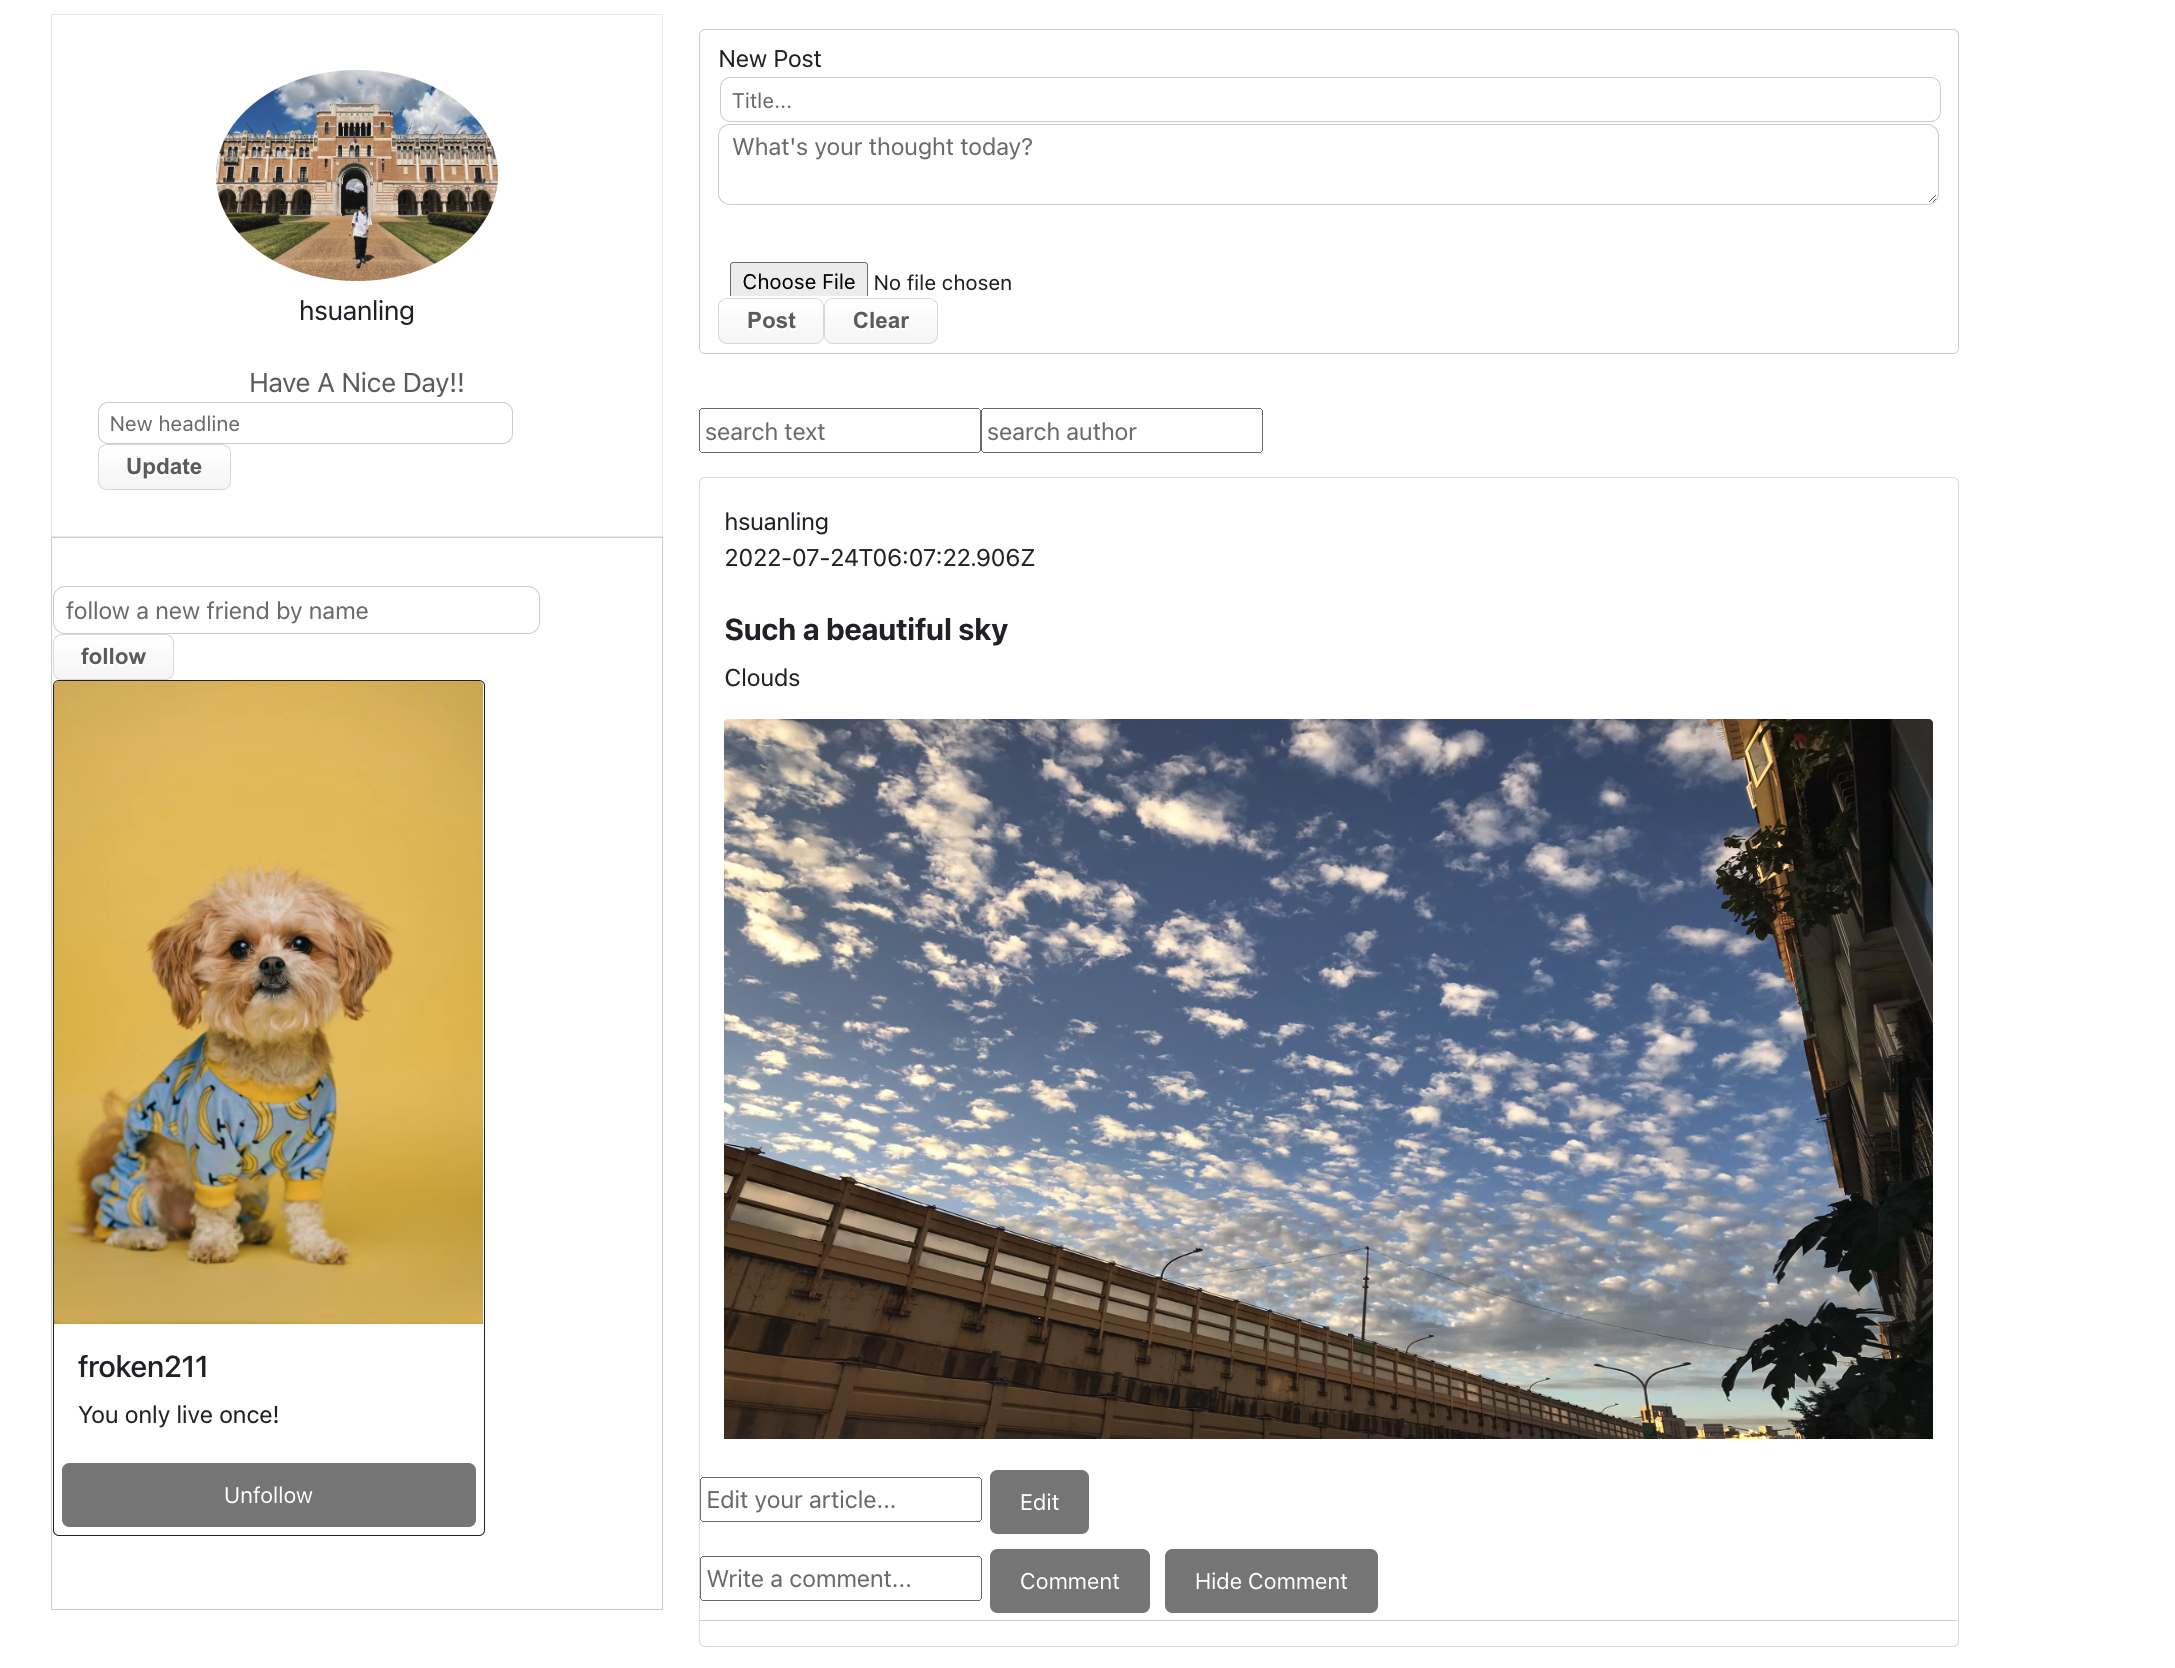 hsuanling
Have A Nice Day!!
New headline
Update
follow a new friend by name
follow
froken211
You only live once!
Unfollow
New Post
Title...
What's your thought today?
Choose File No file chosen
Post Clear
search text search author
hsuanling
2022-07-24T06:07:22.906Z
Such a beautiful sky
Clouds
Edit your article... Edit
Write a comment... Comment Hide Comment